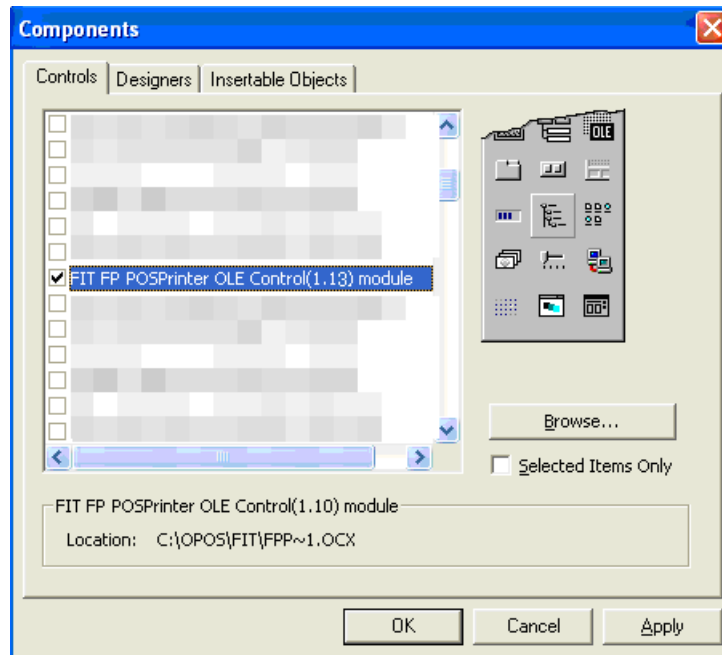 Components
Controls Designers Insertable Objects
OLE
FIT FP POSPrinter OLE Control(1.13) module
Browse...
Selected Items Only
FIT FP POSPrinter OLE Control(1.10) module
Location: C:\OPOS\FIT\FPP~1.OCX
OK Cancel Apply